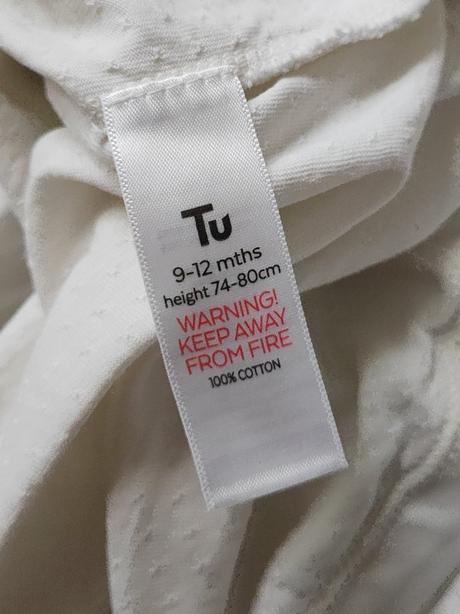 Tu
9-12 mths
height 74-80cm
WARNING!
KEEP AWAY
FROM FIRE
100% COTTON